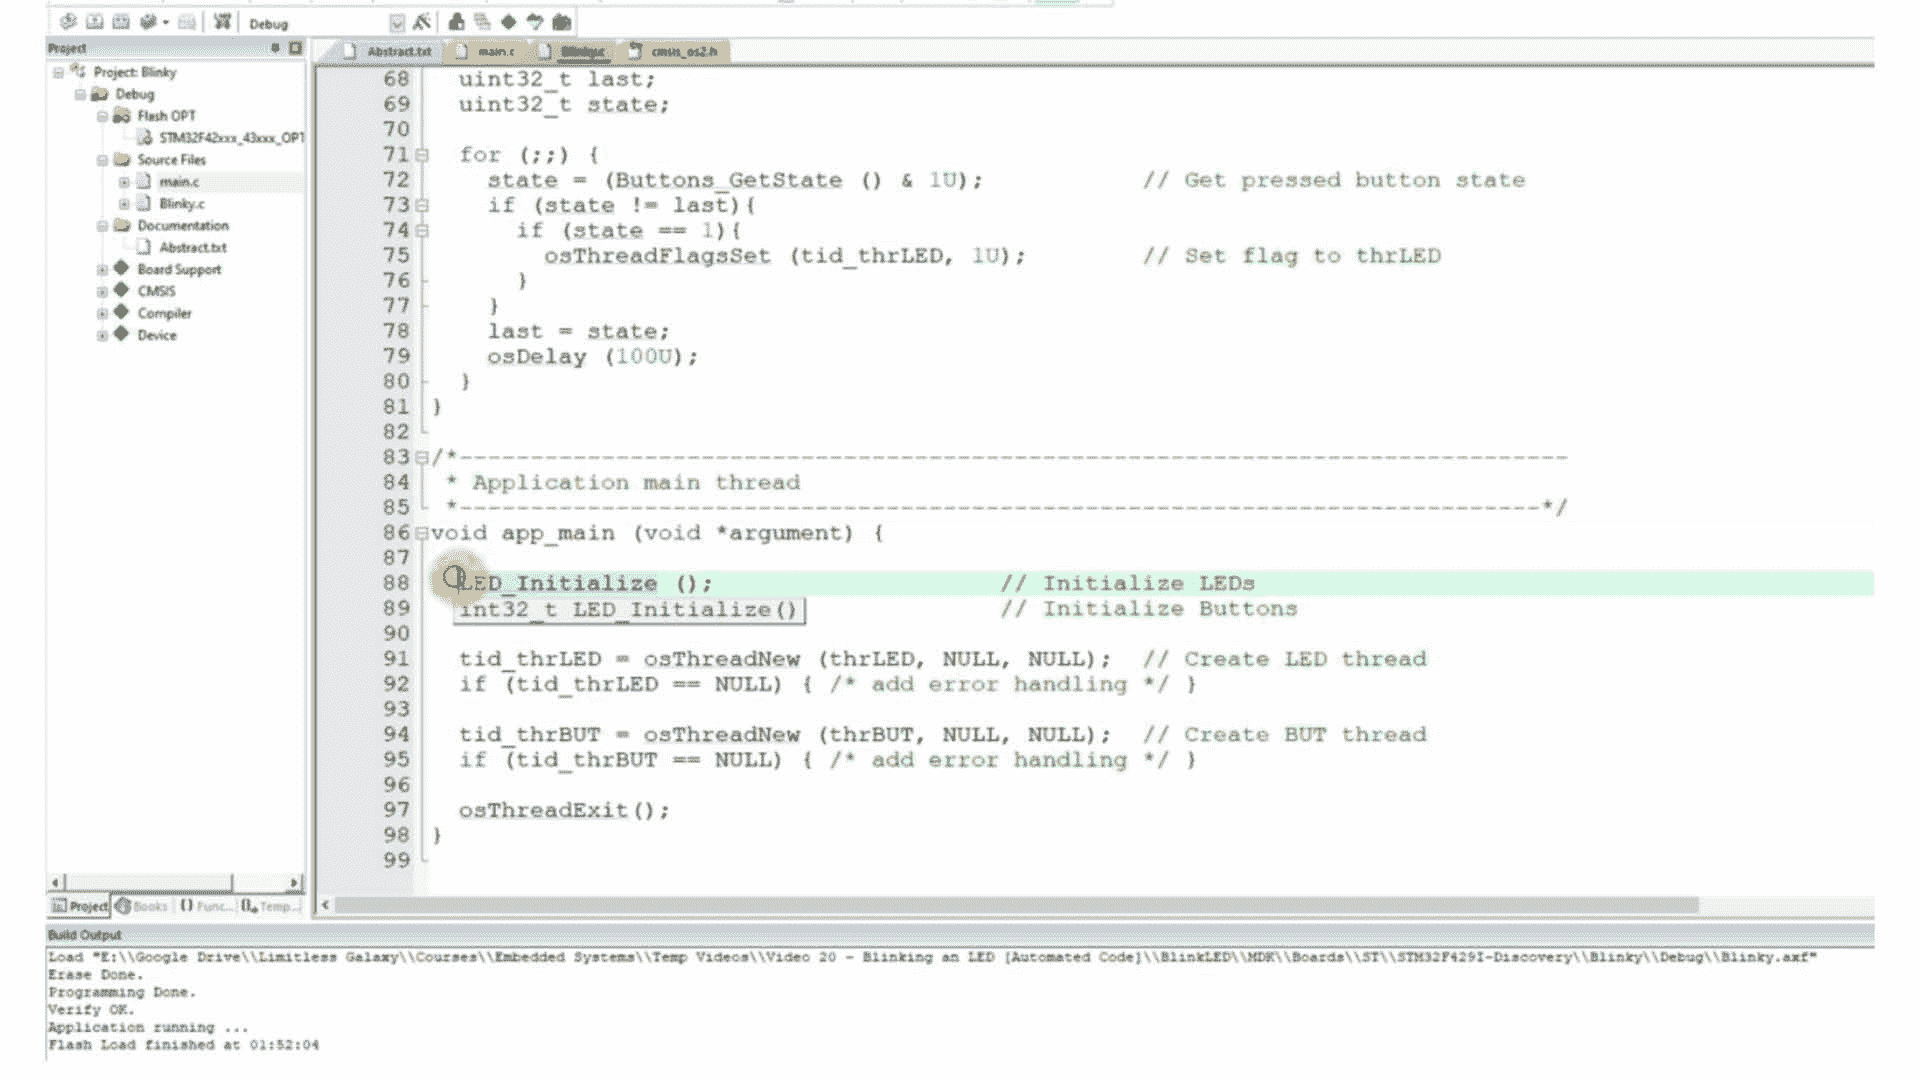 Debug
Project
Project: Blinky
Debug
Flash OPT
STM32F42xxx_43xxx_OPT
Source Files
main.c
Blinky.c
Documentation
Abstract.txt
Board Support
CMSIS
Compiler
Device
Project Books Func... Temp...
Abstract.txt main.c Blinky.c cmsis_os2.h
68 uint32_t last;
69 uint32_t state;
70
71 for (;;) {
72 state = (Buttons_GetState () & 1U); // Get pressed button state
73 if (state != last){
74 if (state == 1){
75 osThreadFlagsSet (tid_thrLED, 1U); // Set flag to thrLED
76 }
77 }
78 last = state;
79 osDelay (100U);
80 }
81 }
82
83 /*------------------------------------------------------------------------------
84 * Application main thread
85 *----------------------------------------------------------------------------*/
86 void app_main (void *argument) {
87
88 LED_Initialize (); // Initialize LEDs
89 int32_t LED_Initialize() // Initialize Buttons
90
91 tid_thrLED = osThreadNew (thrLED, NULL, NULL); // Create LED thread
92 if (tid_thrLED == NULL) { /* add error handling */ }
93
94 tid_thrBUT = osThreadNew (thrBUT, NULL, NULL); // Create BUT thread
95 if (tid_thrBUT == NULL) { /* add error handling */ }
96
97 osThreadExit();
98 }
99
Build Output
Load "E:\\Google Drive\\Limitless Galaxy\\Courses\\Embedded Systems\\Temp Videos\\Video 20 - Blinking an LED [Automated Code]\\BlinkLED\\MDK\\Boards\\ST\\STM32F429I-Discovery\\Blinky\\Debug\\Blinky.axf"
Erase Done.
Programming Done.
Verify OK.
Application running ...
Flash Load finished at 01:52:04